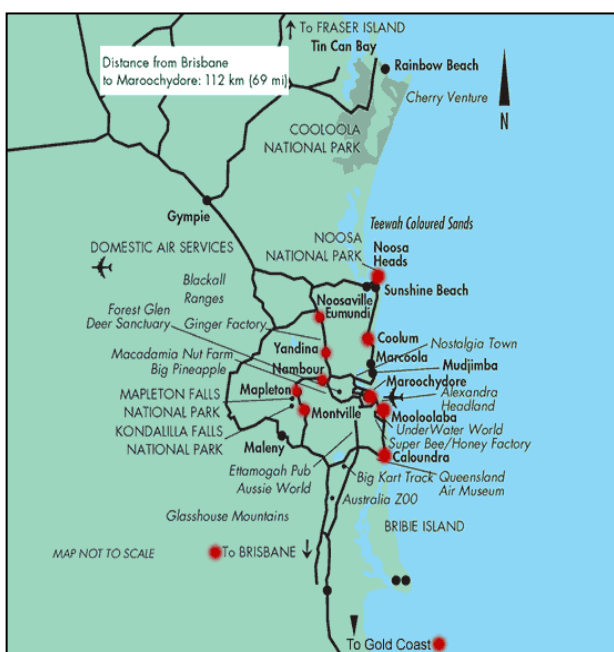 To FRASER ISLAND
Tin Can Bay
Distance from Brisbane
to Maroochydore: 112 km (69 mi)
Rainbow Beach
Cherry Venture
N
COOLOOLA
NATIONAL PARK
Gympie
Teewah Coloured Sands
DOMESTIC AIR SERVICES
NOOSA
NATIONAL PARK
Noosa
Heads
Blackall
Ranges
Sunshine Beach
Noosaville
Eumundi
Forest Glen
Deer Sanctuary
Ginger Factory
Coolum
Nostalgia Town
Yandina
Marcoola
Macadamia Nut Farm
Big Pineapple
Mudjimba
Nambour
Maroochydore
Mapleton
Alexandra
Headland
MAPLETON FALLS
NATIONAL PARK
Montville
Mooloolaba
KONDALILLA FALLS
NATIONAL PARK
UnderWater World
Super Bee/Honey Factory
Maleny
Caloundra
Ettamogah Pub
Aussie World
Big Kart Track
Queensland
Air Museum
Australia ZOO
Glasshouse Mountains
BRIBIE ISLAND
MAP NOT TO SCALE
To BRISBANE
To Gold Coast